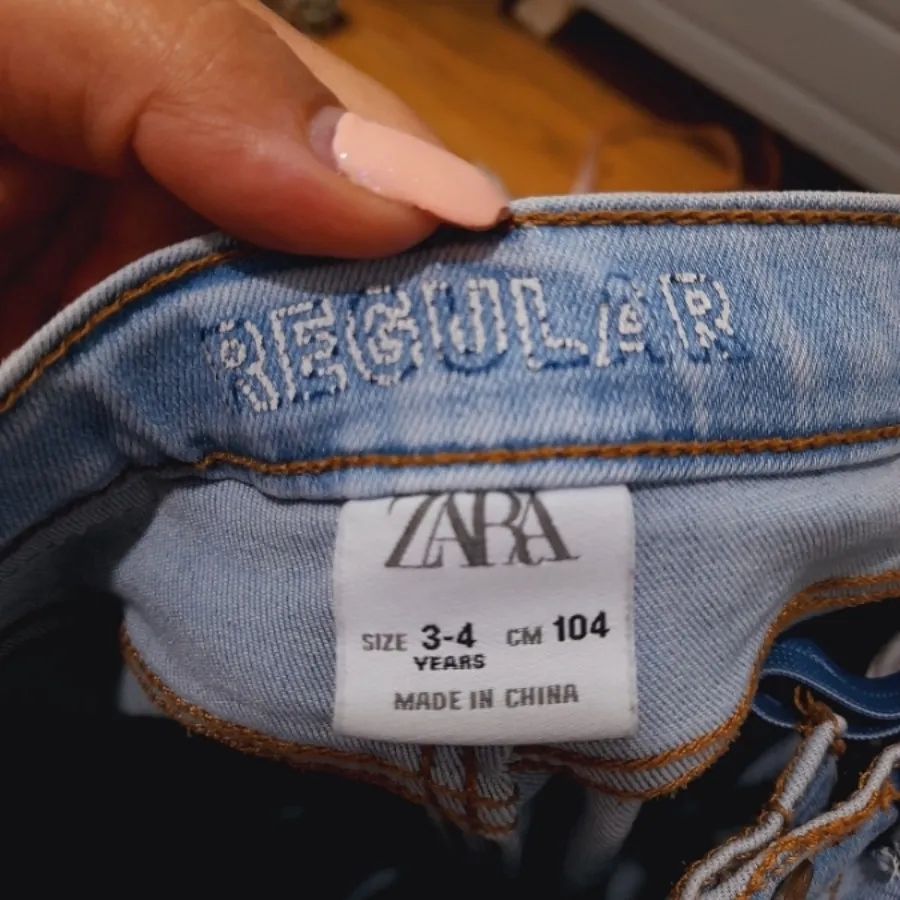 REGULAR
ZARA
SIZE 3-4 CM 104
YEARS
MADE IN CHINA